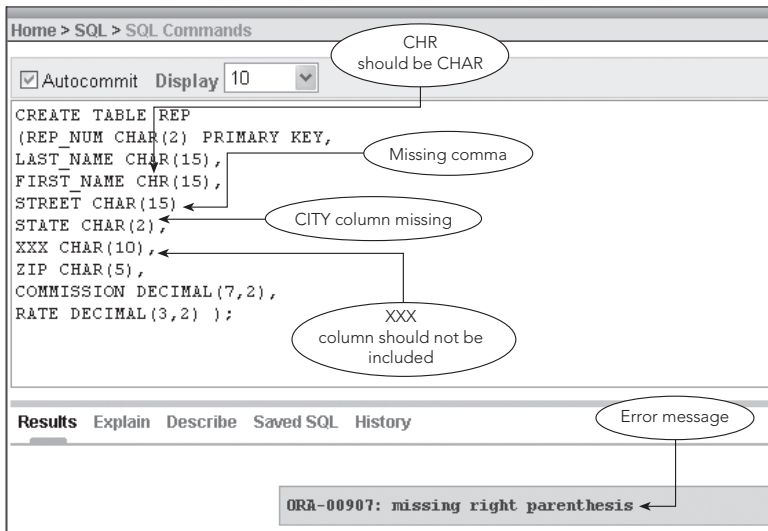 Home > SQL > SQL Commands
CHR
should be CHAR
Autocommit Display 10
CREATE TABLE REP
(REP_NUM CHAR(2) PRIMARY KEY,
LAST_NAME CHAR(15),
Missing comma
FIRST_NAME CHR(15),
STREET CHAR(15)
CITY column missing
STATE CHAR(2),
XXX CHAR(10),
ZIP CHAR(5),
COMMISSION DECIMAL(7,2),
RATE DECIMAL(3,2) );
XXX
column should not be
included
Results Explain Describe Saved SQL History
Error message
ORA-00907: missing right parenthesis